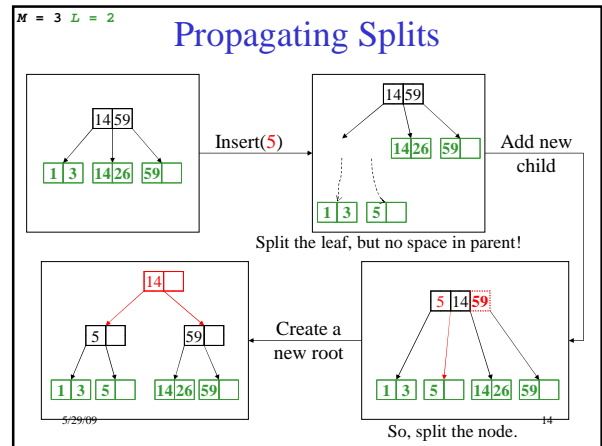 M = 3 L = 2
Propagating Splits
14 59
1 3 14 26 59
Insert(5)
14 59
14 26 59
1 3 5
Split the leaf, but no space in parent!
Add new
child
5 14 59
1 3 5 14 26 59
So, split the node.
Create a
new root
14
5 59
1 3 5 14 26 59
5/29/09
14